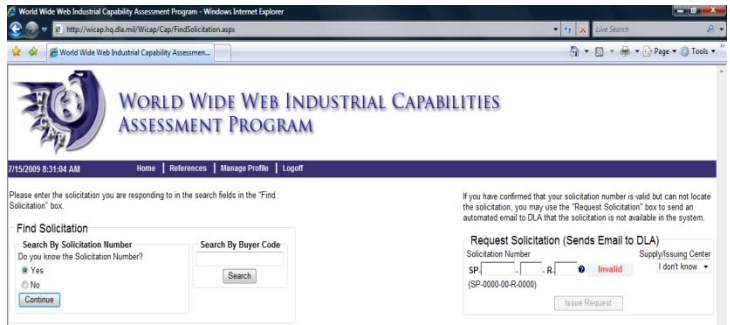 World Wide Web Industrial Capability Assessment Program - Windows Internet Explorer
http://wicap.hq.dla.mil/Wicap/Cap/FindSolicitation.aspx
Live Search
World Wide Web Industrial Capability Assessmen...
Page
Tools
WORLD WIDE WEB INDUSTRIAL CAPABILITIES
ASSESSMENT PROGRAM
7/15/2009 8:31:04 AM
Home | References | Manage Profile | Logoff
Please enter the solicitation you are responding to in the search fields in the "Find
Solicitation" box.
Find Solicitation
Search By Solicitation Number
Do you know the Solicitation Number?
Yes
No
Continue
Search By Buyer Code
Search
If you have confirmed that your solicitation number is valid but can not locate
the solicitation, you may use the "Request Solicitation" box to send an
automated email to DLA that the solicitation is not available in the system.
Request Solicitation (Sends Email to DLA)
Solicitation Number
Supply/Issuing Center
SP- - - R- Invalid
I don't know
(SP-0000-00-R-0000)
Issue Request